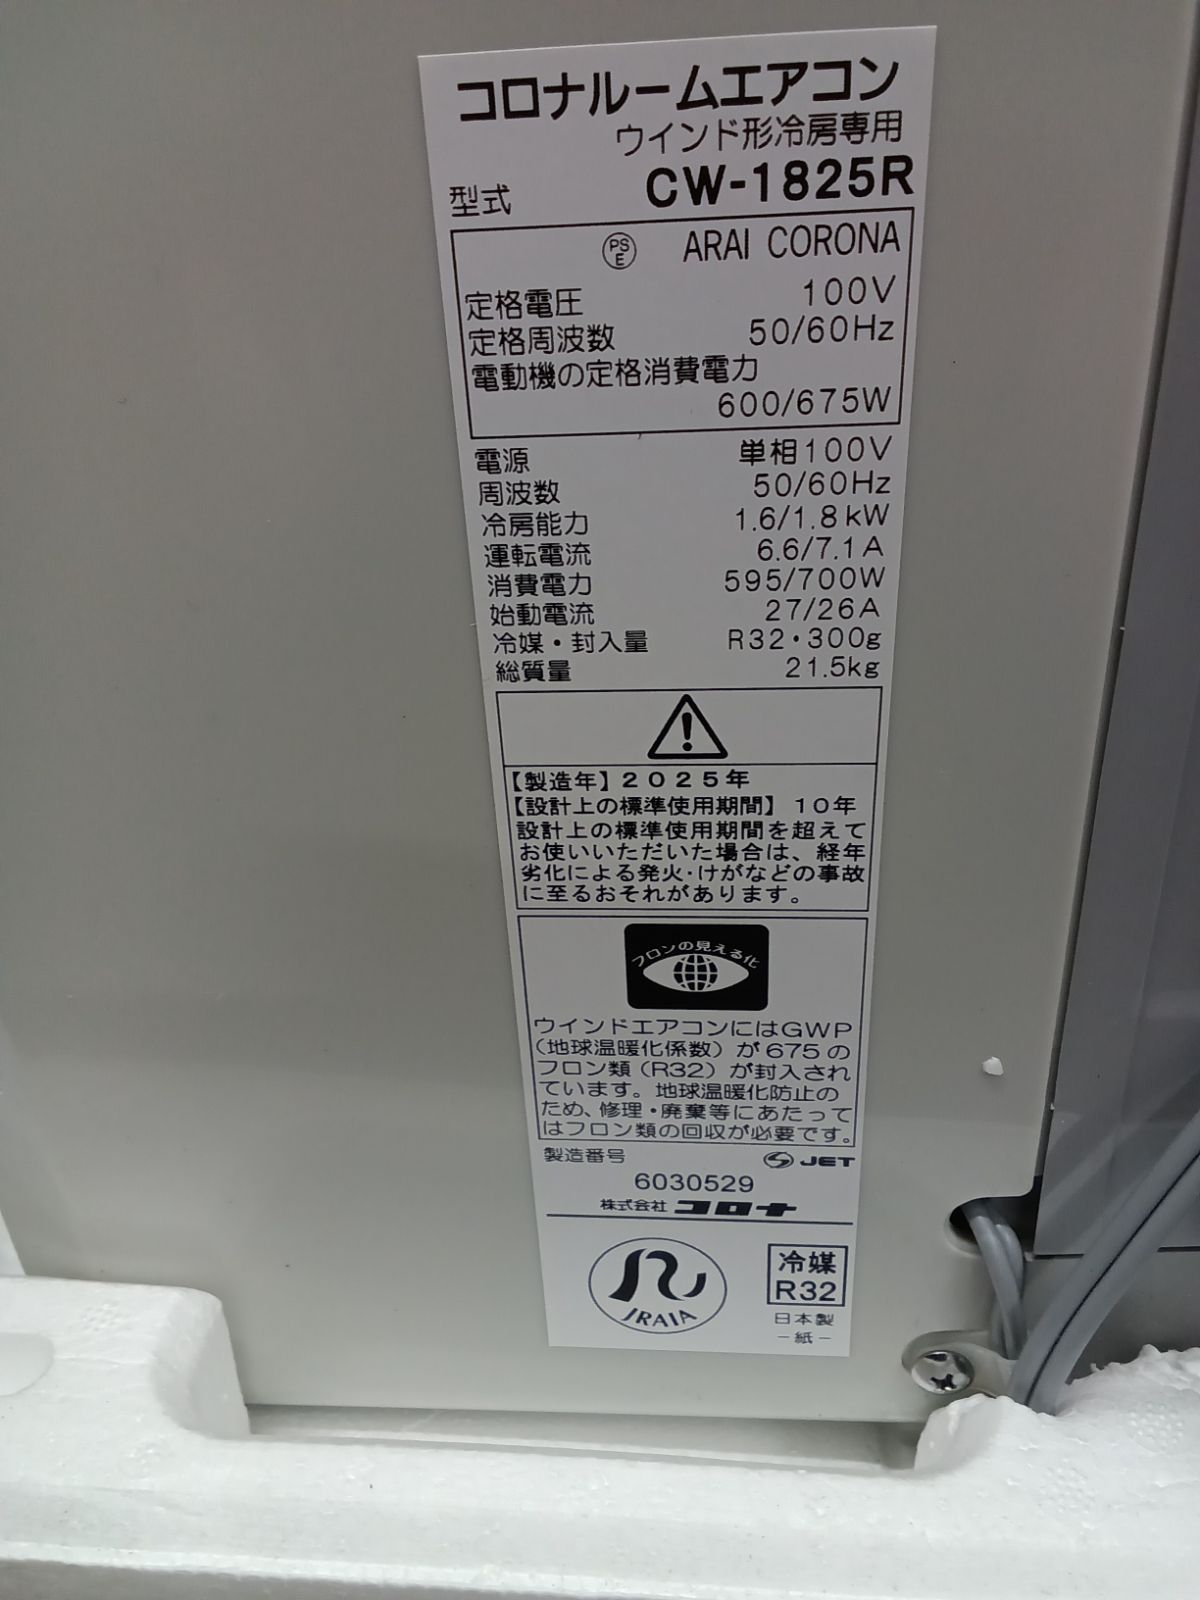 コロナルームエアコン
ウインド形冷房専用
型式 CW-1825R
PS E ARAI CORONA
定格電圧 100V
定格周波数 50/60Hz
電動機の定格消費電力
600/675W
電源 単相100V
周波数 50/60Hz
冷房能力 1.6/1.8kW
運転電流 6.6/7.1A
消費電力 595/700W
始動電流 27/26A
冷媒・封入量 R32・300g
総質量 21.5kg
【製造年】2025年
【設計上の標準使用期間】10年
設計上の標準使用期間を超えて
お使いいただいた場合は、経年
劣化による発火・けがなどの事故
に至るおそれがあります。
フロンの見える化
ウインドエアコンにはGWP
(地球温暖化係数)が675の
フロン類(R32)が封入され
ています。地球温暖化防止の
ため、修理・廃棄等にあたって
はフロン類の回収が必要です。
製造番号 JET
6030529
株式会社コロナ
JRAIA
冷媒
R32
日本製
－紙－